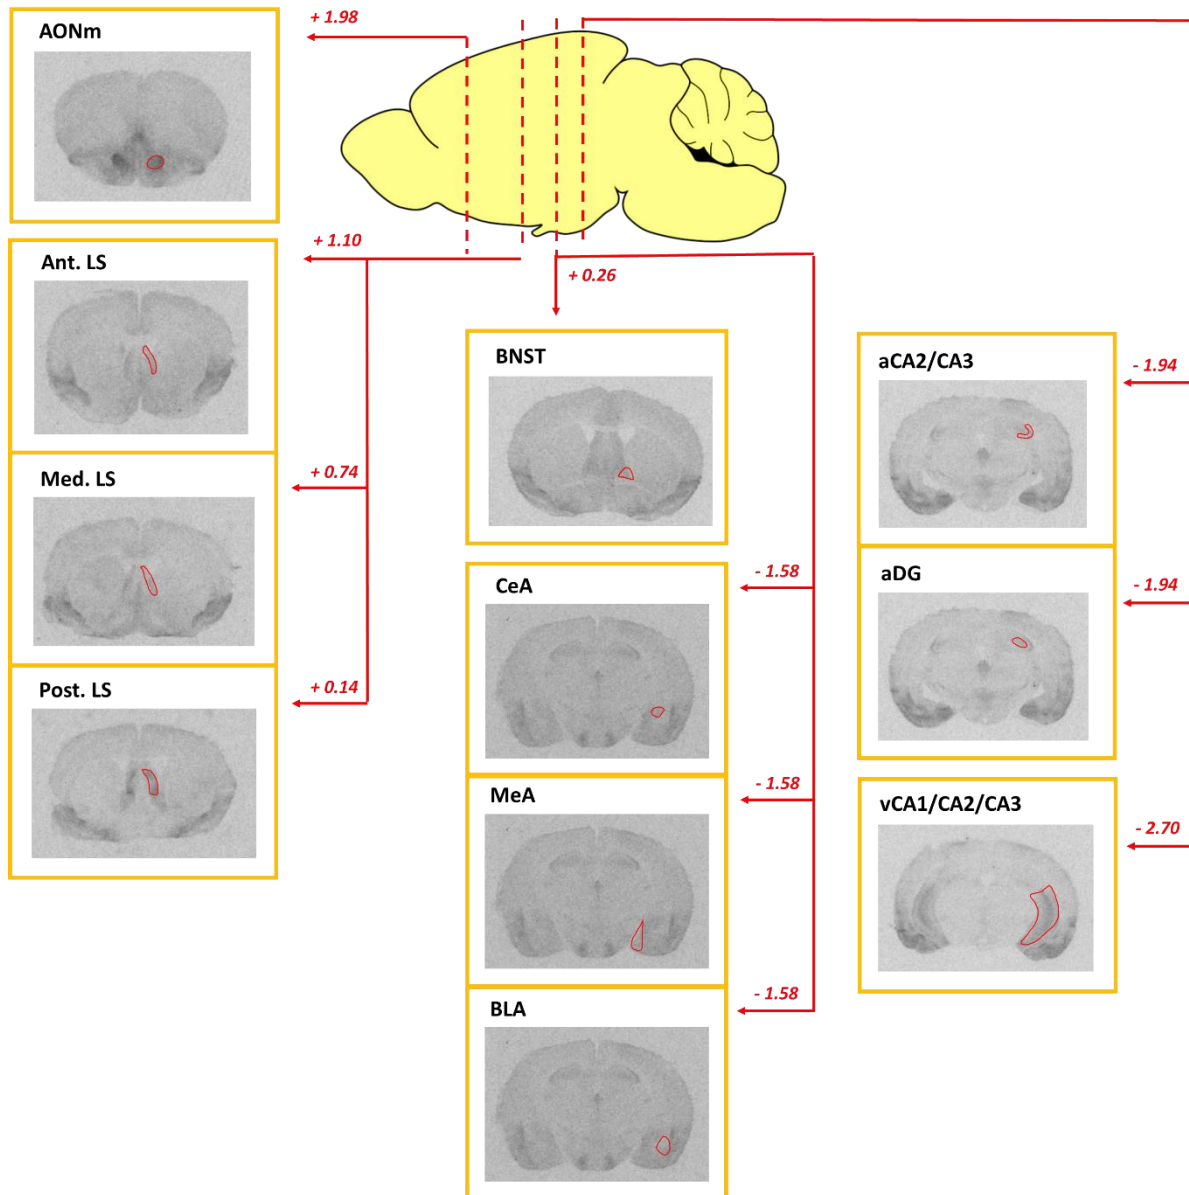 AONm
+ 1.98
Ant. LS
+ 1.10
Med. LS
+ 0.74
Post. LS
+ 0.14
+ 0.26
BNST
CeA
- 1.58
MeA
- 1.58
BLA
- 1.58
aCA2/CA3
- 1.94
aDG
- 1.94
vCA1/CA2/CA3
- 2.70